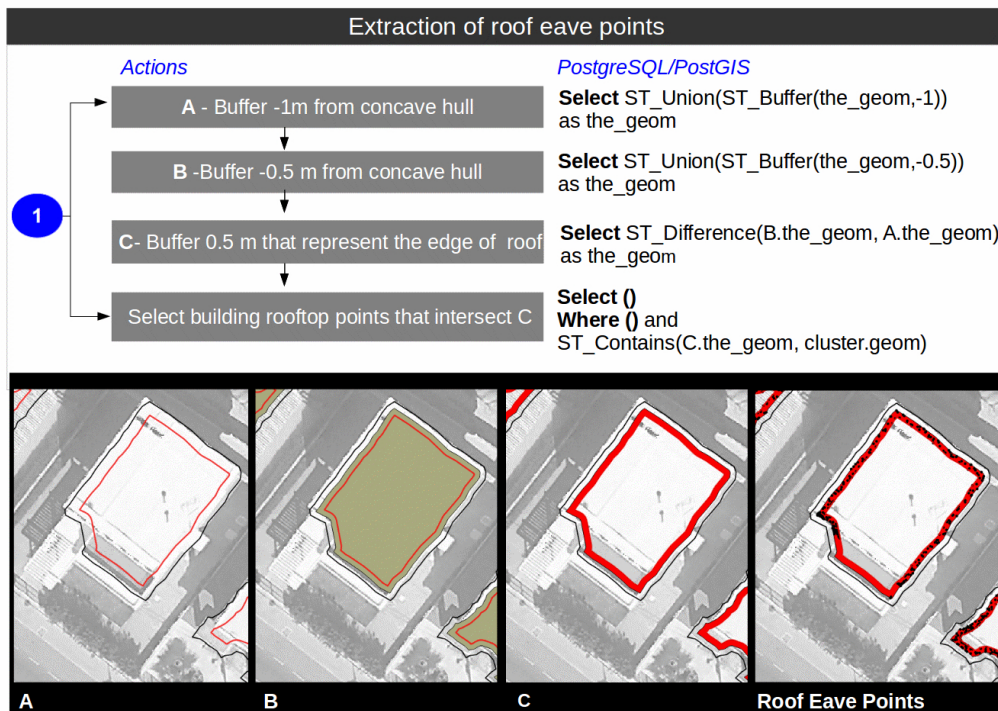 Extraction of roof eave points
Actions
PostgreSQL/PostGIS
A - Buffer -1m from concave hull
Select ST_Union(ST_Buffer(the_geom,-1))
as the_geom
B -Buffer -0.5 m from concave hull
Select ST_Union(ST_Buffer(the_geom,-0.5))
as the_geom
1
C- Buffer 0.5 m that represent the edge of roof
Select ST_Difference(B.the_geom, A.the_geom)
as the_geom
Select building rooftop points that intersect C
Select ()
Where () and
ST_Contains(C.the_geom, cluster.geom)
A
B
C
Roof Eave Points